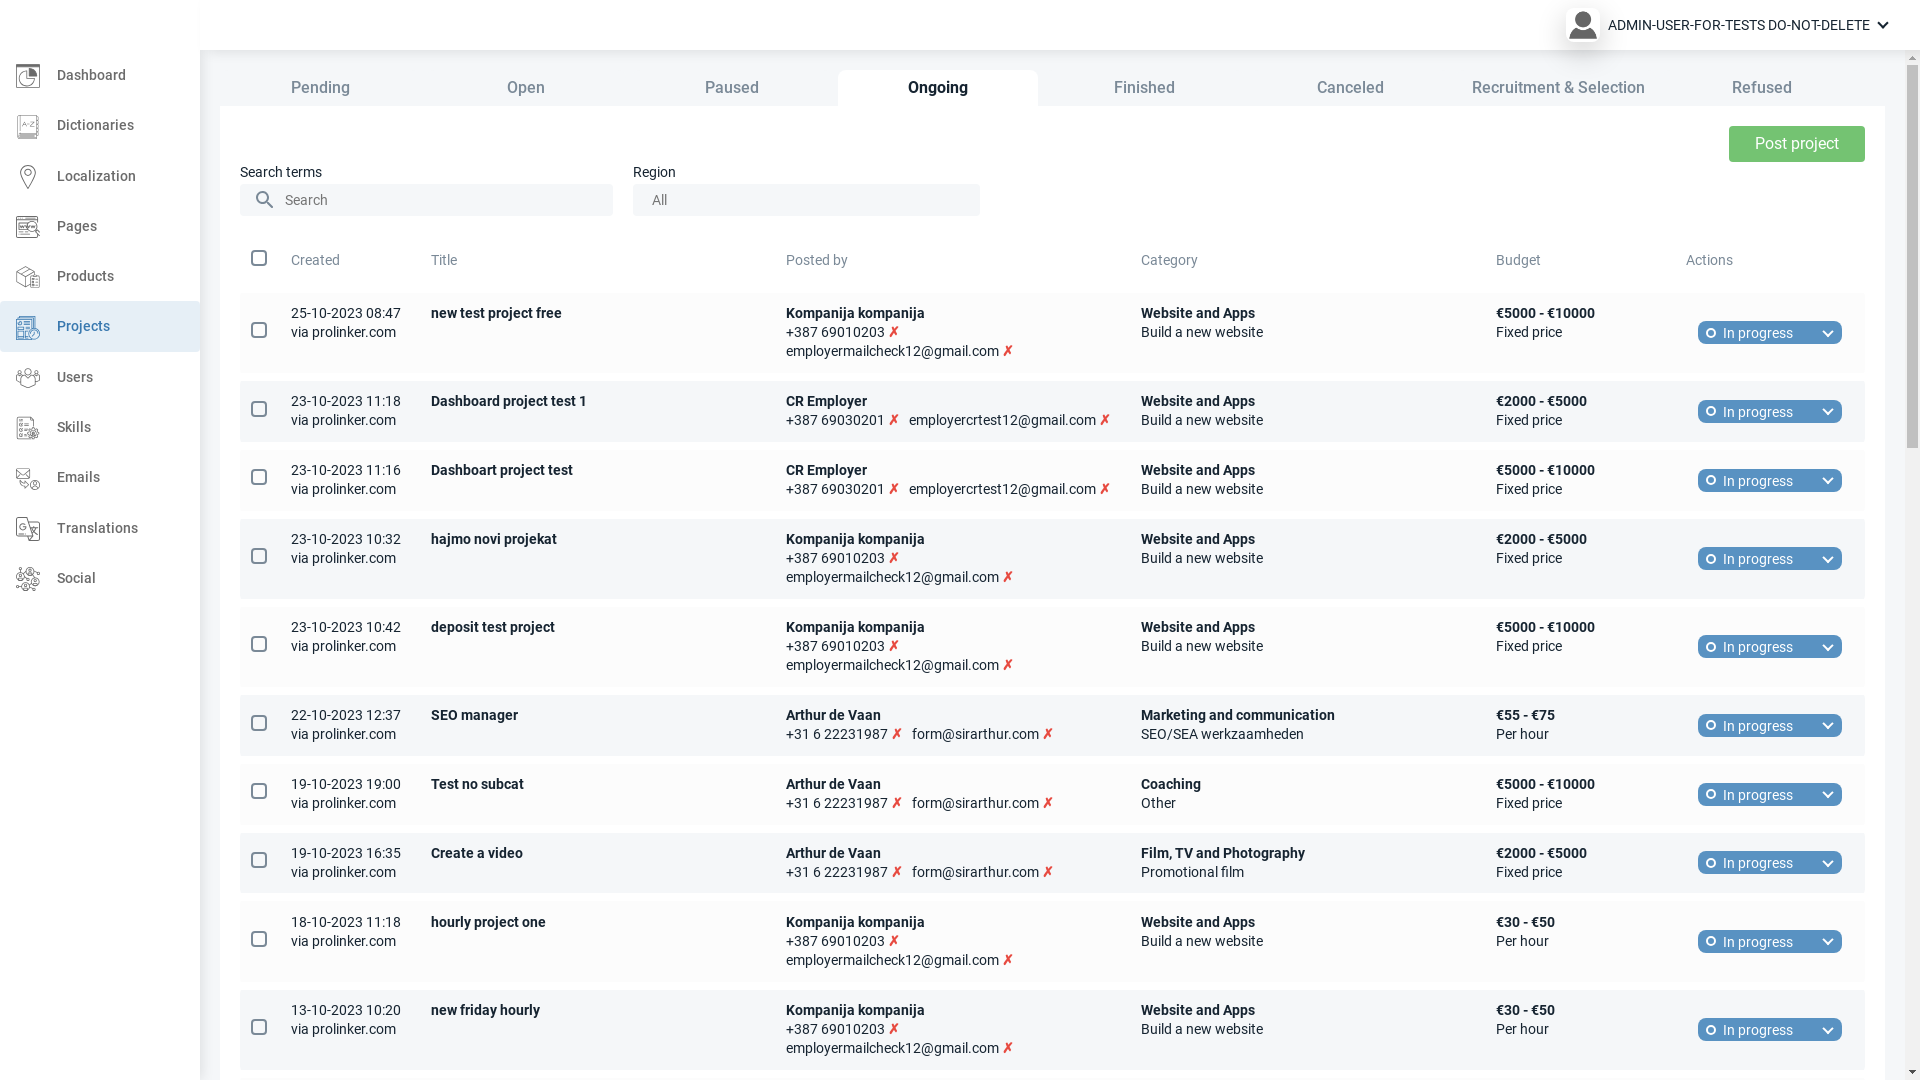 ADMIN-USER-FOR-TESTS DO-NOT-DELETE
Dashboard
Dictionaries
Localization
Pages
Products
Projects
Users
Skills
Emails
Translations
Social
Pending Open Paused Ongoing Finished Canceled Recruitment & Selection Refused
Post project
Search terms Region
Search All
Created Title Posted by Category Budget Actions
25-10-2023 08:47 new test project free Kompanija kompanija Website and Apps €5000 - €10000
via prolinker.com +387 69010203 ✗ Build a new website Fixed price In progress
employermailcheck12@gmail.com ✗
23-10-2023 11:18 Dashboard project test 1 CR Employer Website and Apps €2000 - €5000 In progress
via prolinker.com +387 69030201 ✗ employercrtest12@gmail.com ✗ Build a new website Fixed price
23-10-2023 11:16 Dashboart project test CR Employer Website and Apps €5000 - €10000 In progress
via prolinker.com +387 69030201 ✗ employercrtest12@gmail.com ✗ Build a new website Fixed price
23-10-2023 10:32 hajmo novi projekat Kompanija kompanija Website and Apps €2000 - €5000
via prolinker.com +387 69010203 ✗ Build a new website Fixed price In progress
employermailcheck12@gmail.com ✗
23-10-2023 10:42 deposit test project Kompanija kompanija Website and Apps €5000 - €10000
via prolinker.com +387 69010203 ✗ Build a new website Fixed price In progress
employermailcheck12@gmail.com ✗
22-10-2023 12:37 SEO manager Arthur de Vaan Marketing and communication €55 - €75 In progress
via prolinker.com +31 6 22231987 ✗ form@sirarthur.com ✗ SEO/SEA werkzaamheden Per hour
19-10-2023 19:00 Test no subcat Arthur de Vaan Coaching €5000 - €10000 In progress
via prolinker.com +31 6 22231987 ✗ form@sirarthur.com ✗ Other Fixed price
19-10-2023 16:35 Create a video Arthur de Vaan Film, TV and Photography €2000 - €5000 In progress
via prolinker.com +31 6 22231987 ✗ form@sirarthur.com ✗ Promotional film Fixed price
18-10-2023 11:18 hourly project one Kompanija kompanija Website and Apps €30 - €50
via prolinker.com +387 69010203 ✗ Build a new website Per hour In progress
employermailcheck12@gmail.com ✗
13-10-2023 10:20 new friday hourly Kompanija kompanija Website and Apps €30 - €50
via prolinker.com +387 69010203 ✗ Build a new website Per hour In progress
employermailcheck12@gmail.com ✗